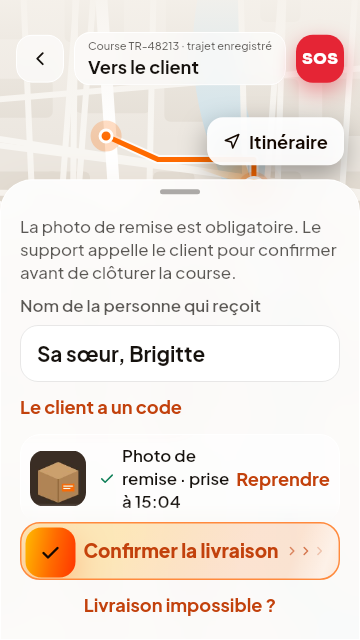 Course TR-48213 · trajet enregistré
Vers le client
SOS
Itinéraire
La photo de remise est obligatoire. Le
support appelle le client pour confirmer
avant de clôturer la course.
Nom de la personne qui reçoit
Sa sœur, Brigitte
Le client a un code
Photo de
remise · prise
à 15:04
Reprendre
Confirmer la livraison
Livraison impossible ?